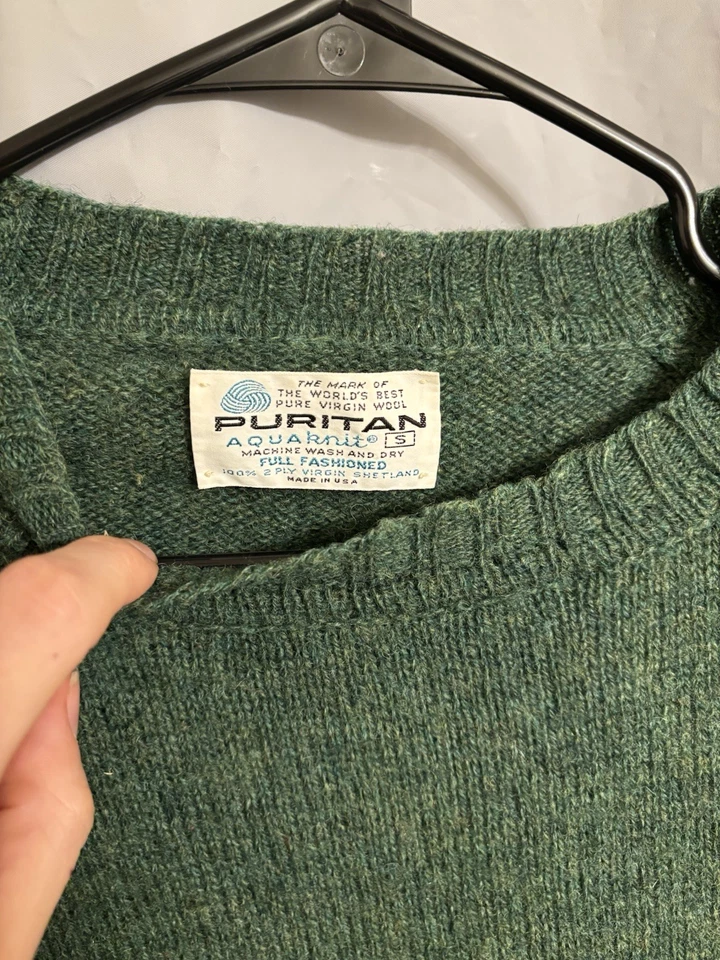 THE MARK OF
THE WORLD'S BEST
PURE VIRGIN WOOL
PURITAN
AQUAknit® S
MACHINE WASH AND DRY
FULL FASHIONED
100% 2 PLY VIRGIN SHETLAND
MADE IN USA